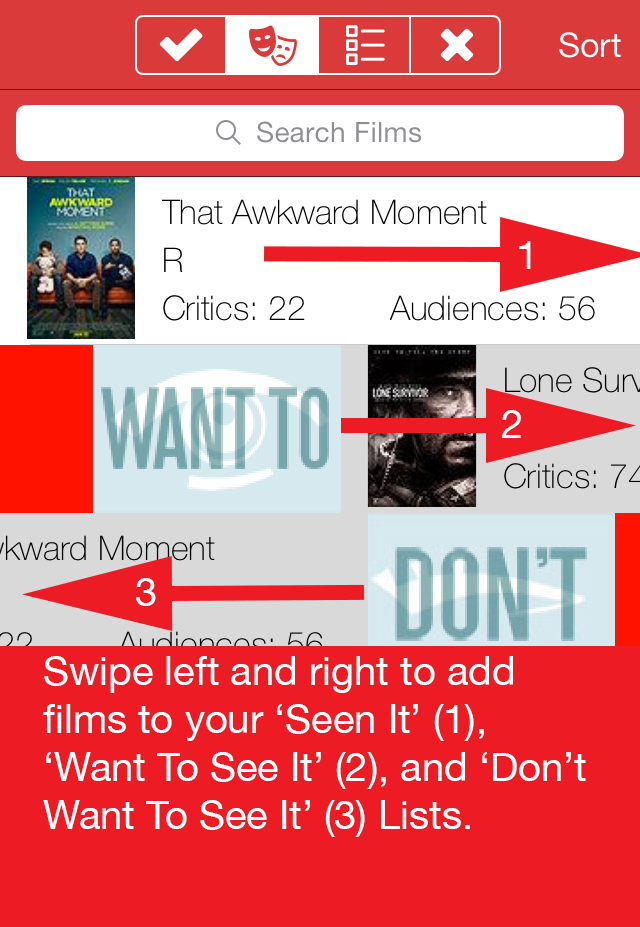 Sort
Search Films
THAT
AWKWARD
MOMENT
That Awkward Moment
1
R
Critics: 22 Audiences: 56
WANT TO
LONE SURVIVOR
Lone Surv
2
Critics: 74
wkward Moment
3
DON'T
22 Audiences: 56
Swipe left and right to add
films to your ‘Seen It’ (1),
‘Want To See It’ (2), and ‘Don’t
Want To See It’ (3) Lists.